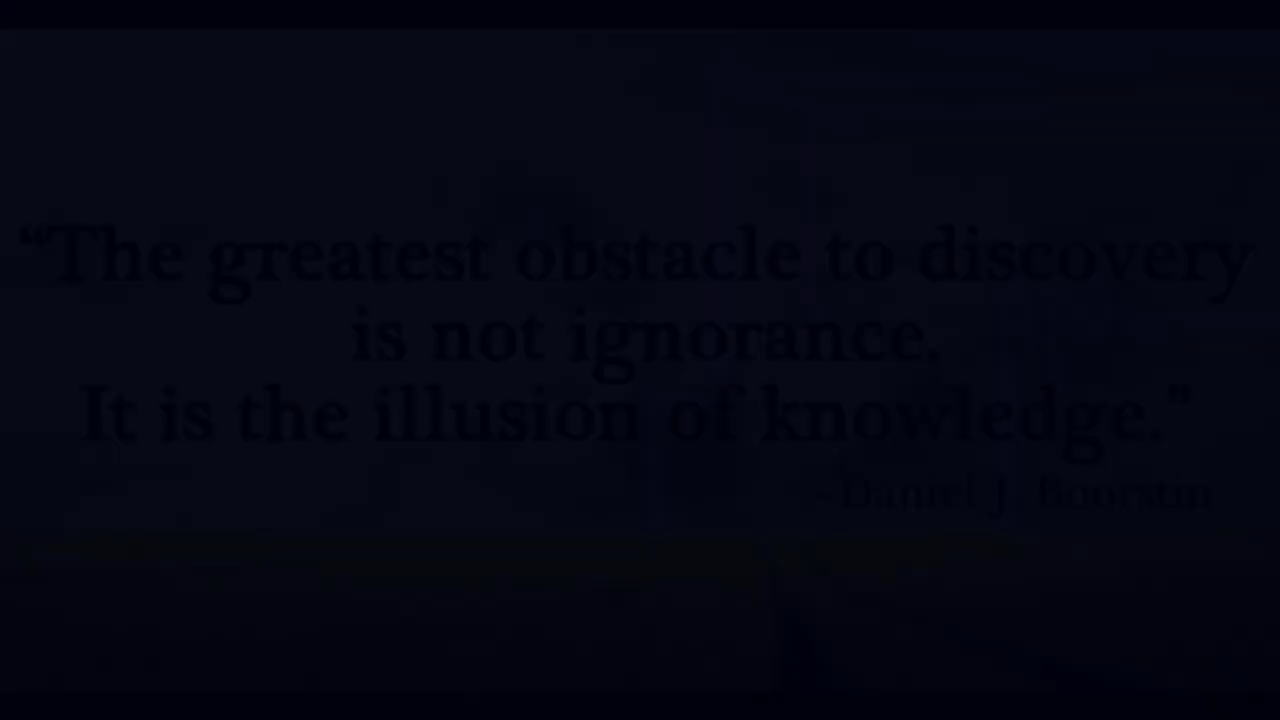 “The greatest obstacle to discovery
is not ignorance.
It is the illusion of knowledge.”
~Daniel J. Boorstin